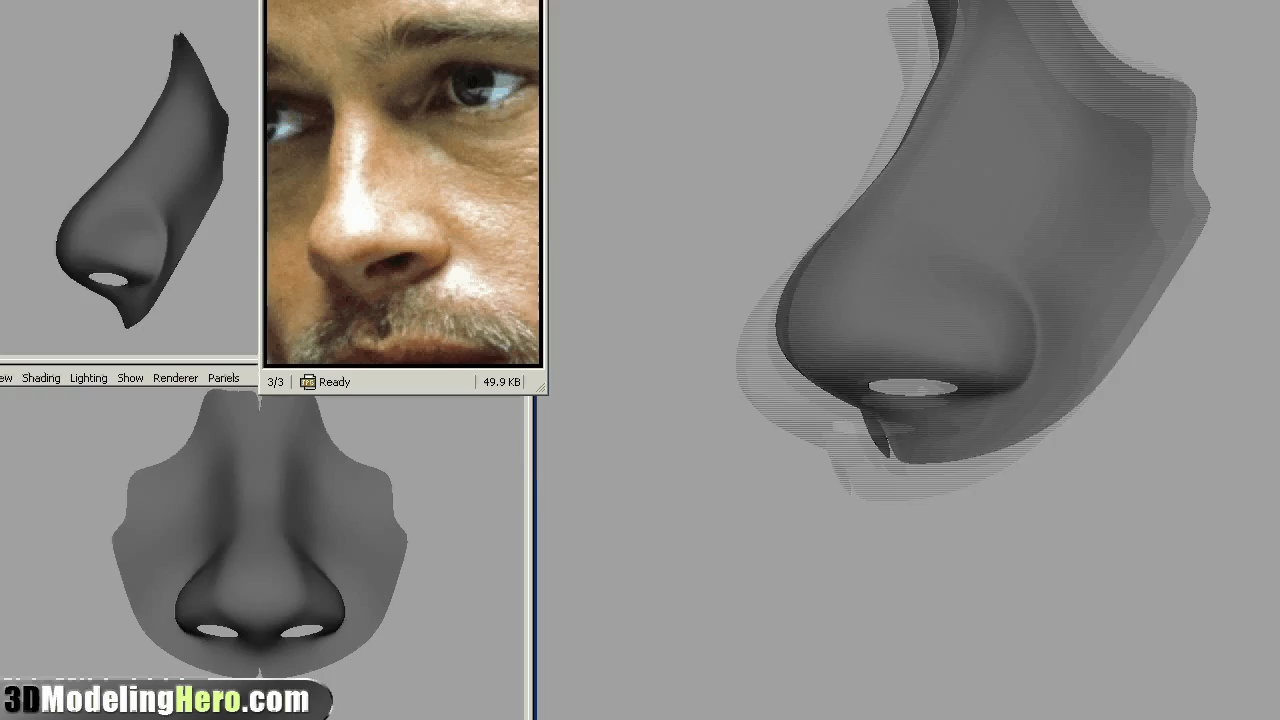 ew Shading Lighting Show Renderer Panels
3/3 Ready 49.9 KB
3DModelingHero.com